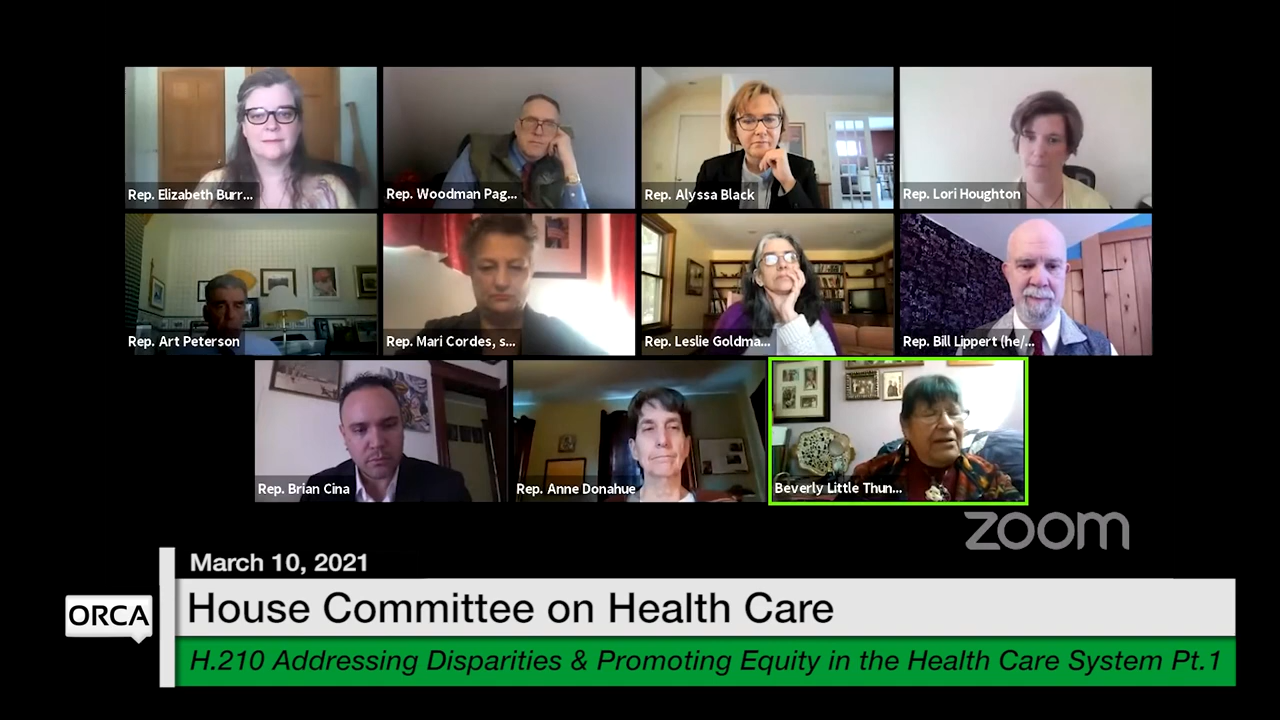 Rep. Elizabeth Burr...
Rep. Woodman Pag...
Rep. Alyssa Black
Rep. Lori Houghton
Rep. Art Peterson
Rep. Mari Cordes, s...
Rep. Leslie Goldma...
Rep. Bill Lippert (he/...
Rep. Brian Cina
Rep. Anne Donahue
Beverly Little Thun...
zoom
March 10, 2021
ORCA
House Committee on Health Care
H.210 Addressing Disparities & Promoting Equity in the Health Care System Pt.1